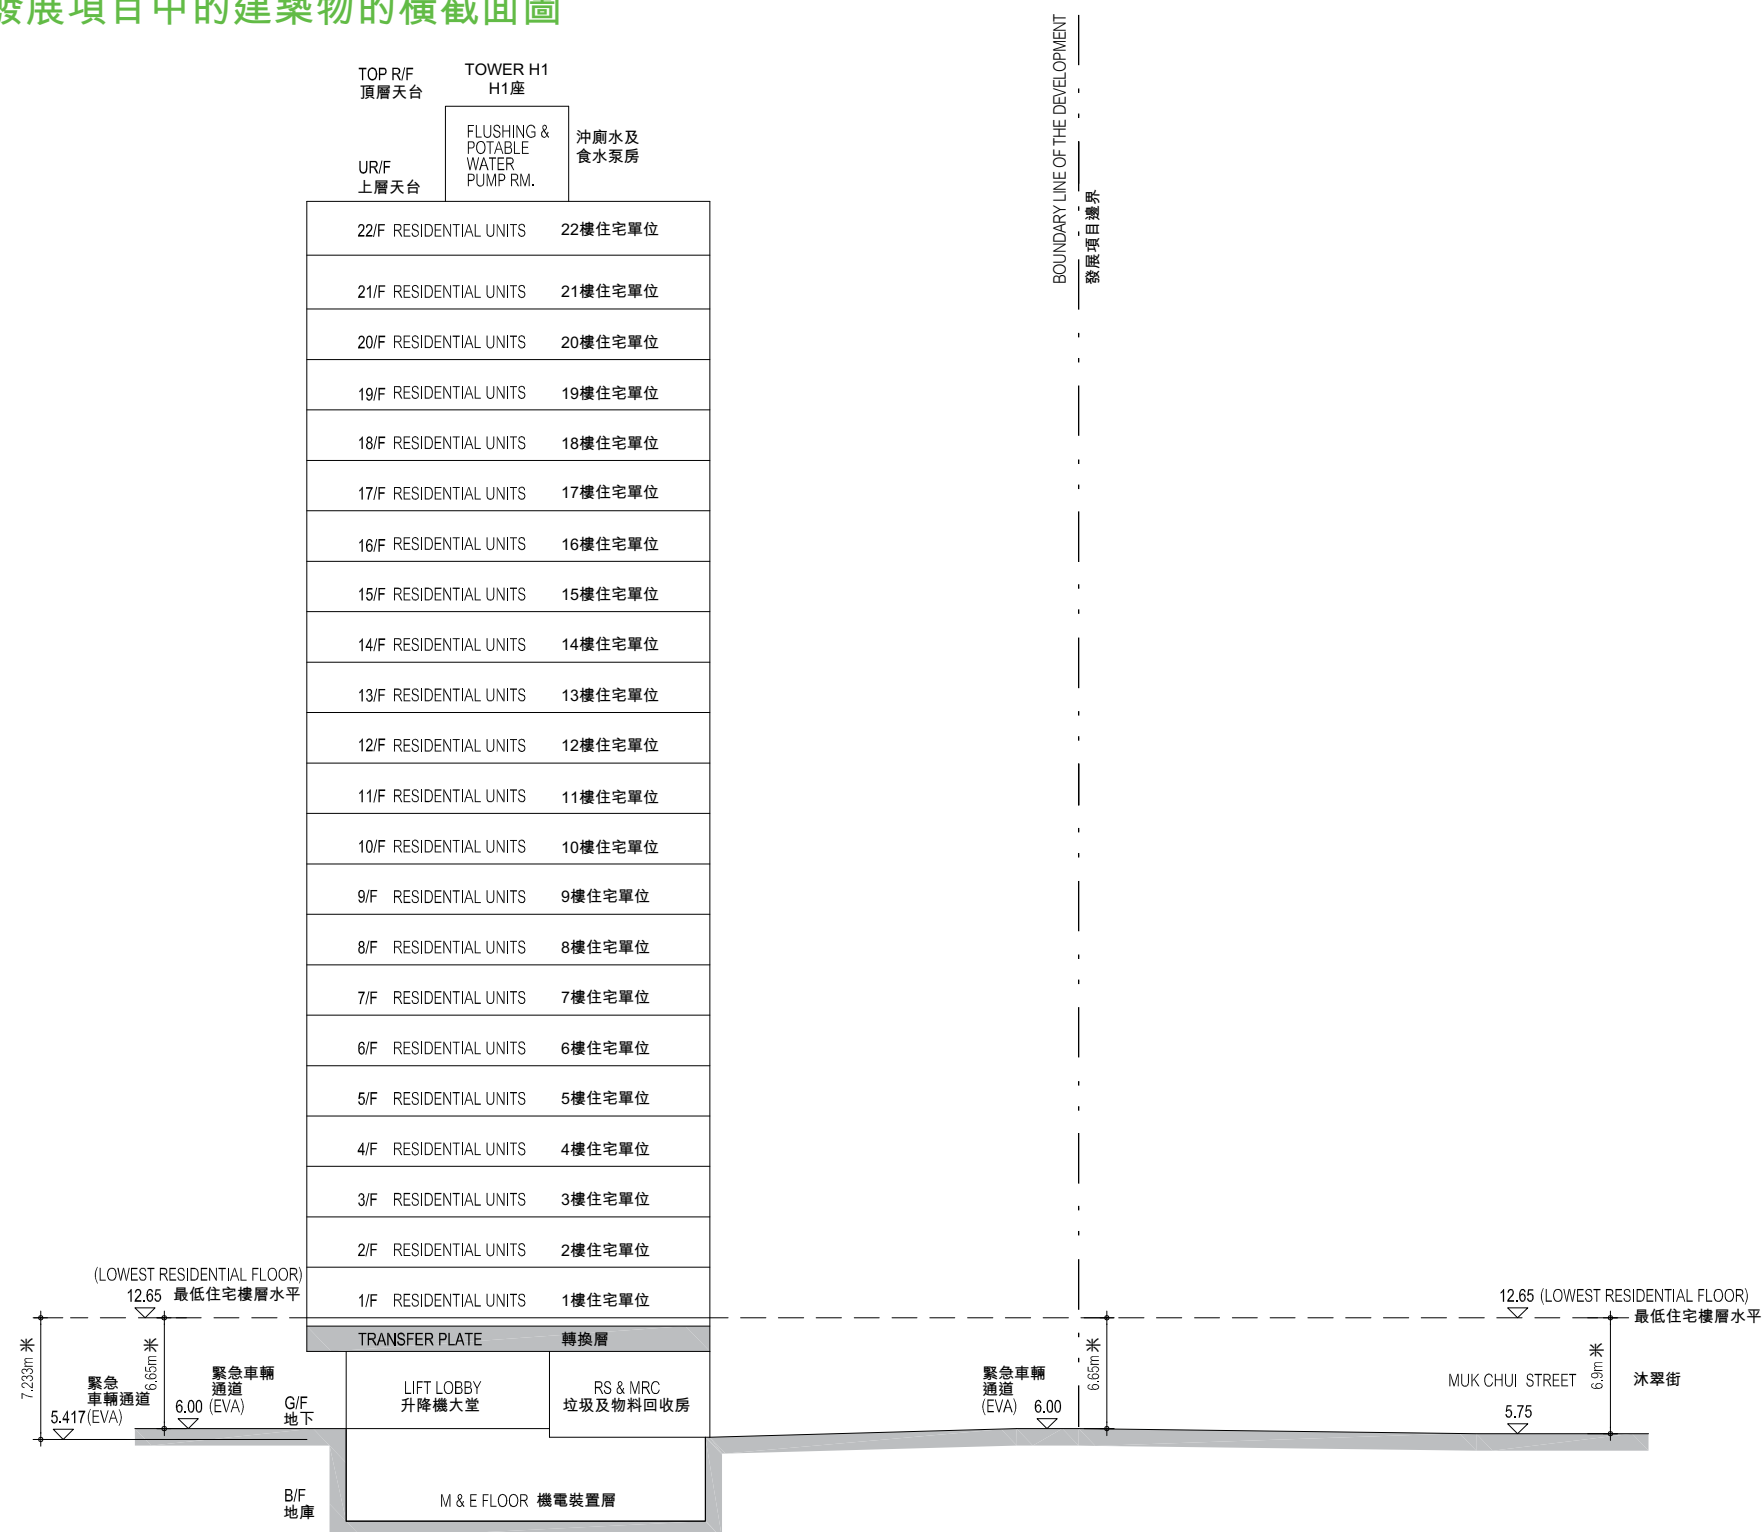 發展項目中的建築物的橫截面圖
TOWER H1
H1座
TOP R/F
頂層天台
FLUSHING &
POTABLE
WATER
PUMP RM.
沖廁水及
食水泵房
UR/F
上層天台
BOUNDARY LINE OF THE DEVELOPMENT
發展項目邊界
22/F RESIDENTIAL UNITS 22樓住宅單位
21/F RESIDENTIAL UNITS 21樓住宅單位
20/F RESIDENTIAL UNITS 20樓住宅單位
19/F RESIDENTIAL UNITS 19樓住宅單位
18/F RESIDENTIAL UNITS 18樓住宅單位
17/F RESIDENTIAL UNITS 17樓住宅單位
16/F RESIDENTIAL UNITS 16樓住宅單位
15/F RESIDENTIAL UNITS 15樓住宅單位
14/F RESIDENTIAL UNITS 14樓住宅單位
13/F RESIDENTIAL UNITS 13樓住宅單位
12/F RESIDENTIAL UNITS 12樓住宅單位
11/F RESIDENTIAL UNITS 11樓住宅單位
10/F RESIDENTIAL UNITS 10樓住宅單位
9/F RESIDENTIAL UNITS 9樓住宅單位
8/F RESIDENTIAL UNITS 8樓住宅單位
7/F RESIDENTIAL UNITS 7樓住宅單位
6/F RESIDENTIAL UNITS 6樓住宅單位
5/F RESIDENTIAL UNITS 5樓住宅單位
4/F RESIDENTIAL UNITS 4樓住宅單位
3/F RESIDENTIAL UNITS 3樓住宅單位
2/F RESIDENTIAL UNITS 2樓住宅單位
1/F RESIDENTIAL UNITS 1樓住宅單位
(LOWEST RESIDENTIAL FLOOR)
12.65 最低住宅樓層水平
12.65 (LOWEST RESIDENTIAL FLOOR)
最低住宅樓層水平
TRANSFER PLATE 轉換層
7.233m 米
緊急
車輛通道
5.417(EVA)
6.65m 米
緊急車輛
通道
6.00 (EVA)
G/F
地下
LIFT LOBBY
升降機大堂
RS & MRC
垃圾及物料回收房
緊急車輛
通道
(EVA) 6.00
6.65m 米
MUK CHUI STREET
5.75
6.9m 米
沐翠街
B/F
地庫
M & E FLOOR 機電裝置層